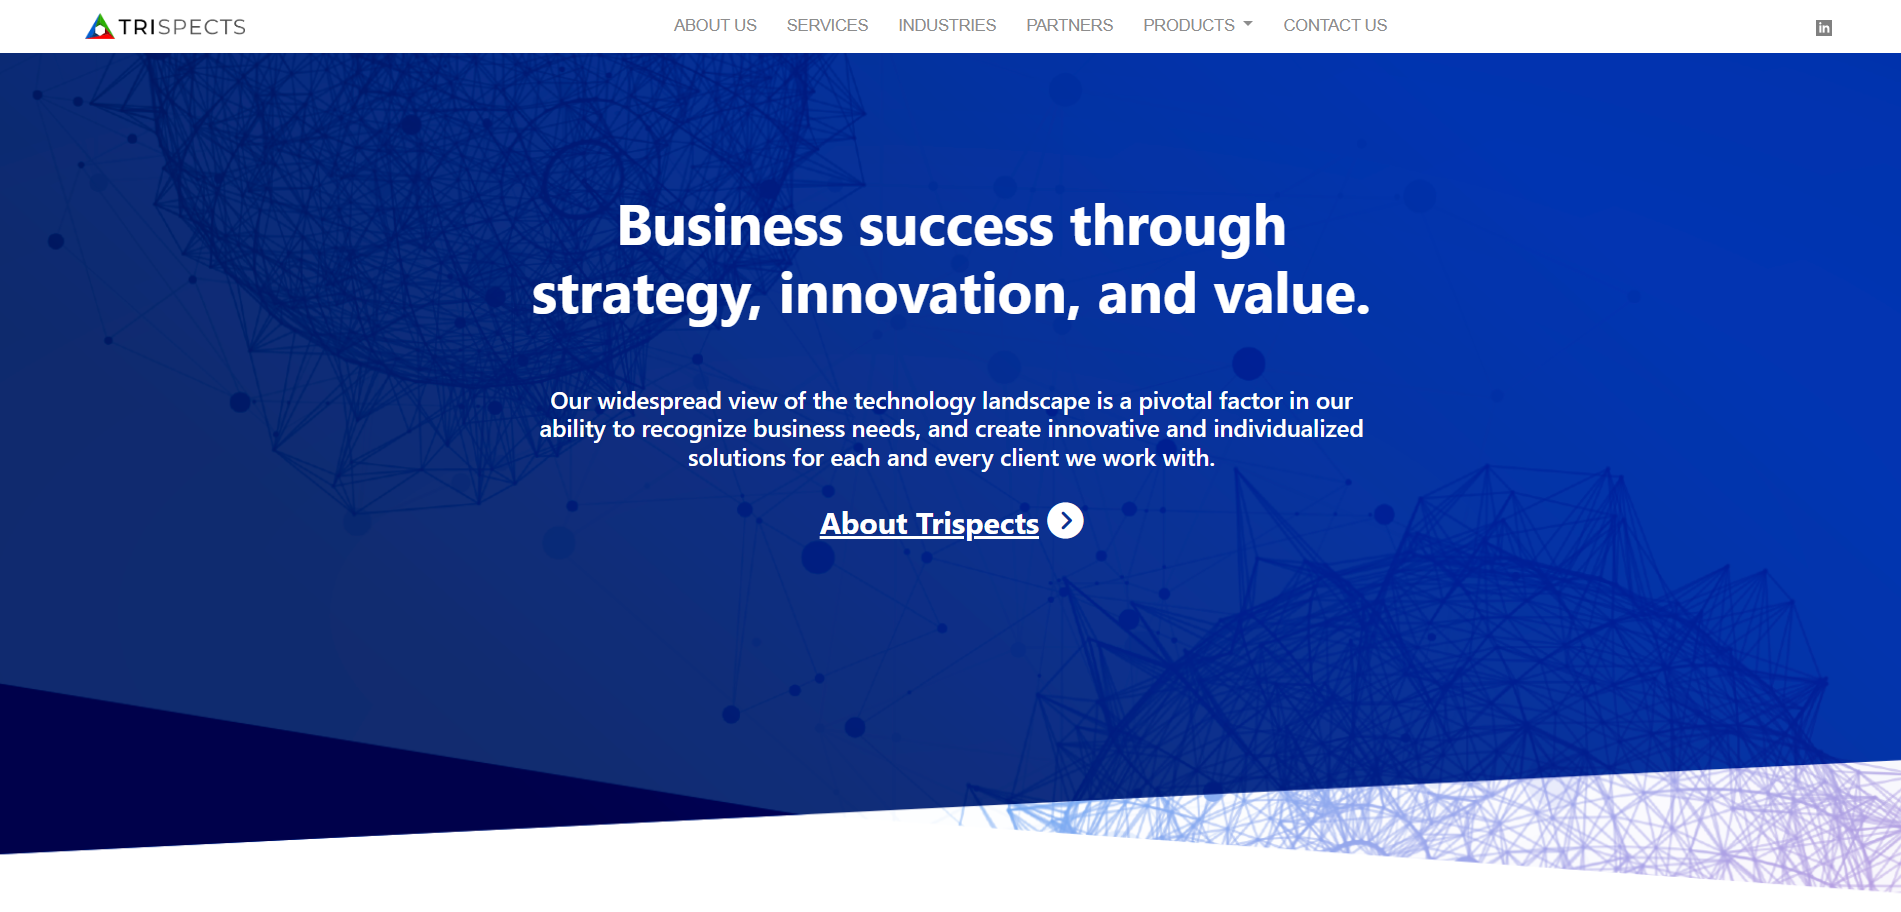 TRISPECTS
ABOUT US SERVICES INDUSTRIES PARTNERS PRODUCTS CONTACT US
in
Business success through
strategy, innovation, and value.
Our widespread view of the technology landscape is a pivotal factor in our
ability to recognize business needs, and create innovative and individualized
solutions for each and every client we work with.
About Trispects